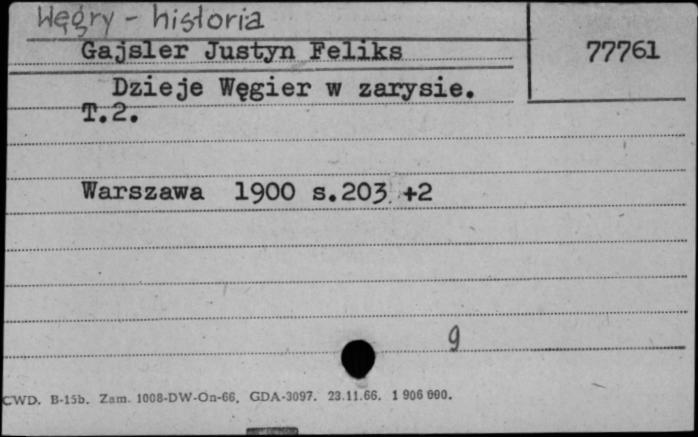 Węgry - historia
Gajsler Justyn Feliks
77761
Dzieje Węgier w zarysie.
T.2.
Warszawa 1900 s.203 +2
g
CWD. B-15b. Zam. 1008-DW-On-66. GDA-3097. 23.11.66. 1 906 000.